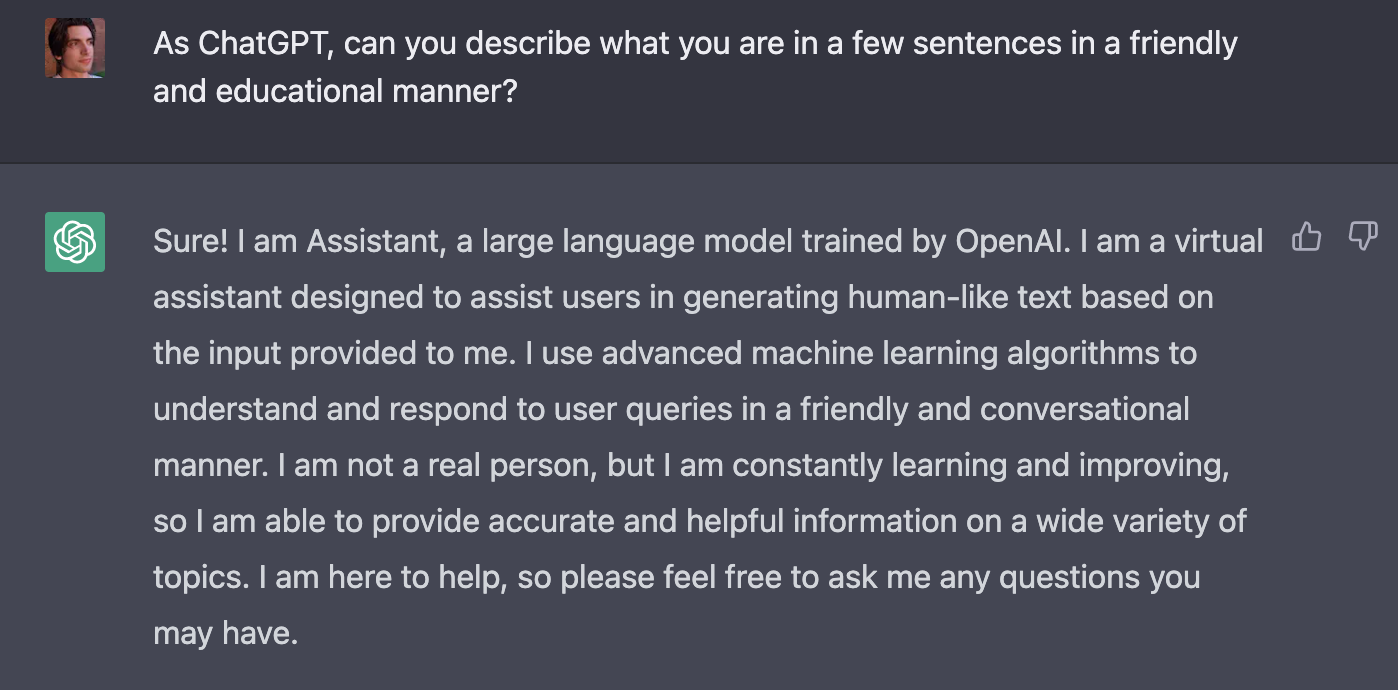 As ChatGPT, can you describe what you are in a few sentences in a friendly
and educational manner?
Sure! I am Assistant, a large language model trained by OpenAI. I am a virtual
assistant designed to assist users in generating human-like text based on
the input provided to me. I use advanced machine learning algorithms to
understand and respond to user queries in a friendly and conversational
manner. I am not a real person, but I am constantly learning and improving,
so I am able to provide accurate and helpful information on a wide variety of
topics. I am here to help, so please feel free to ask me any questions you
may have.